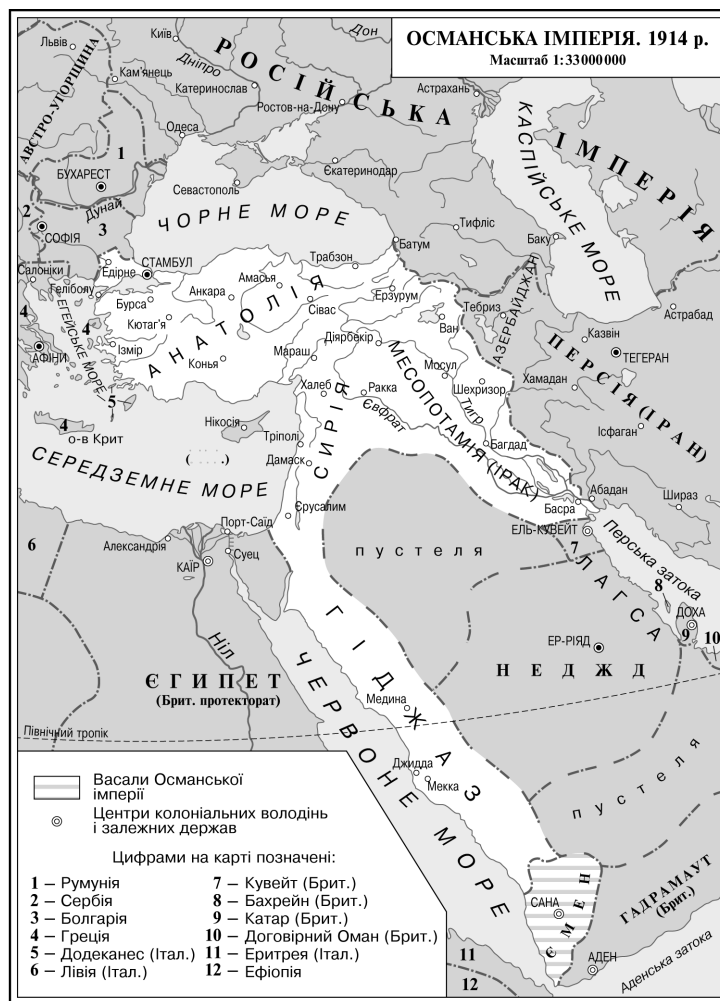 ОСМАНСЬКА ІМПЕРІЯ. 1914 р.
Масштаб 1:33000000
Львів
Київ
Дон
Кам'янець
Дніпро
Катеринослав
РОСІЙСЬКА
ІМПЕРІЯ
Астрахань
Ростов-на-Дону
АВСТРО-УГОРЩИНА
Одеса
1
БУХАРЕСТ
Дунай
Севастополь
Єкатеринодар
КАСПІЙСЬКЕ МОРЕ
2
СОФІЯ
3
ЧОРНЕ МОРЕ
Тифліс
Батум
Баку
Салоніки
Едірне
СТАМБУЛ
Трабзон
Геліболу
Бурса
Анкара
Амасья
Сівас
Ерзурум
АЗЕРБАЙДЖАН
Тебриз
Астрабад
4
ЕГЕЙСЬКЕ МОРЕ
4
Кютаг'я
АНАТОЛІЯ
Ван
Казвін
АФІНИ
Ізмір
Конья
Мараш
Діярбекір
МЕСОПОТАМІЯ (ІРАК)
Мосул
ТЕГЕРАН
ПЕРСІЯ (ІРАН)
5
Халеб
Ракка
Шехризор
Хамадан
4
о-в Крит
Нікосія
СИРІЯ
Євфрат
Тигр
Тріполі
Багдад
Ісфаган
СЕРЕДЗЕМНЕ МОРЕ
( .)
Дамаск
Єрусалим
Басра
Абадан
Шираз
Порт-Саїд
Александрія
Суец
ЕЛЬ-КУВЕЙТ
Перська затока
6
КАЇР
пустеля
7
ЛАГСА
8
ДОХА
9
10
Ніл
ГІДЖАЗ
ЕР-РІЯД
НЕДЖД
ЄГИПЕТ
(Брит. протекторат)
Медина
ЧЕРВОНЕ МОРЕ
Північний тропік
Джидда
Мекка
пустеля
ЄМЕН
САНА
ГАДРАМАУТ
(Брит.)
АДЕН
Аденська затока
11
12
Васали Османської
імперії
Центри колоніальних володінь
і залежних держав
Цифрами на карті позначені:
1 – Румунія
2 – Сербія
3 – Болгарія
4 – Греція
5 – Додеканес (Італ.)
6 – Лівія (Італ.)
7 – Кувейт (Брит.)
8 – Бахрейн (Брит.)
9 – Катар (Брит.)
10 – Договірний Оман (Брит.)
11 – Еритрея (Італ.)
12 – Ефіопія